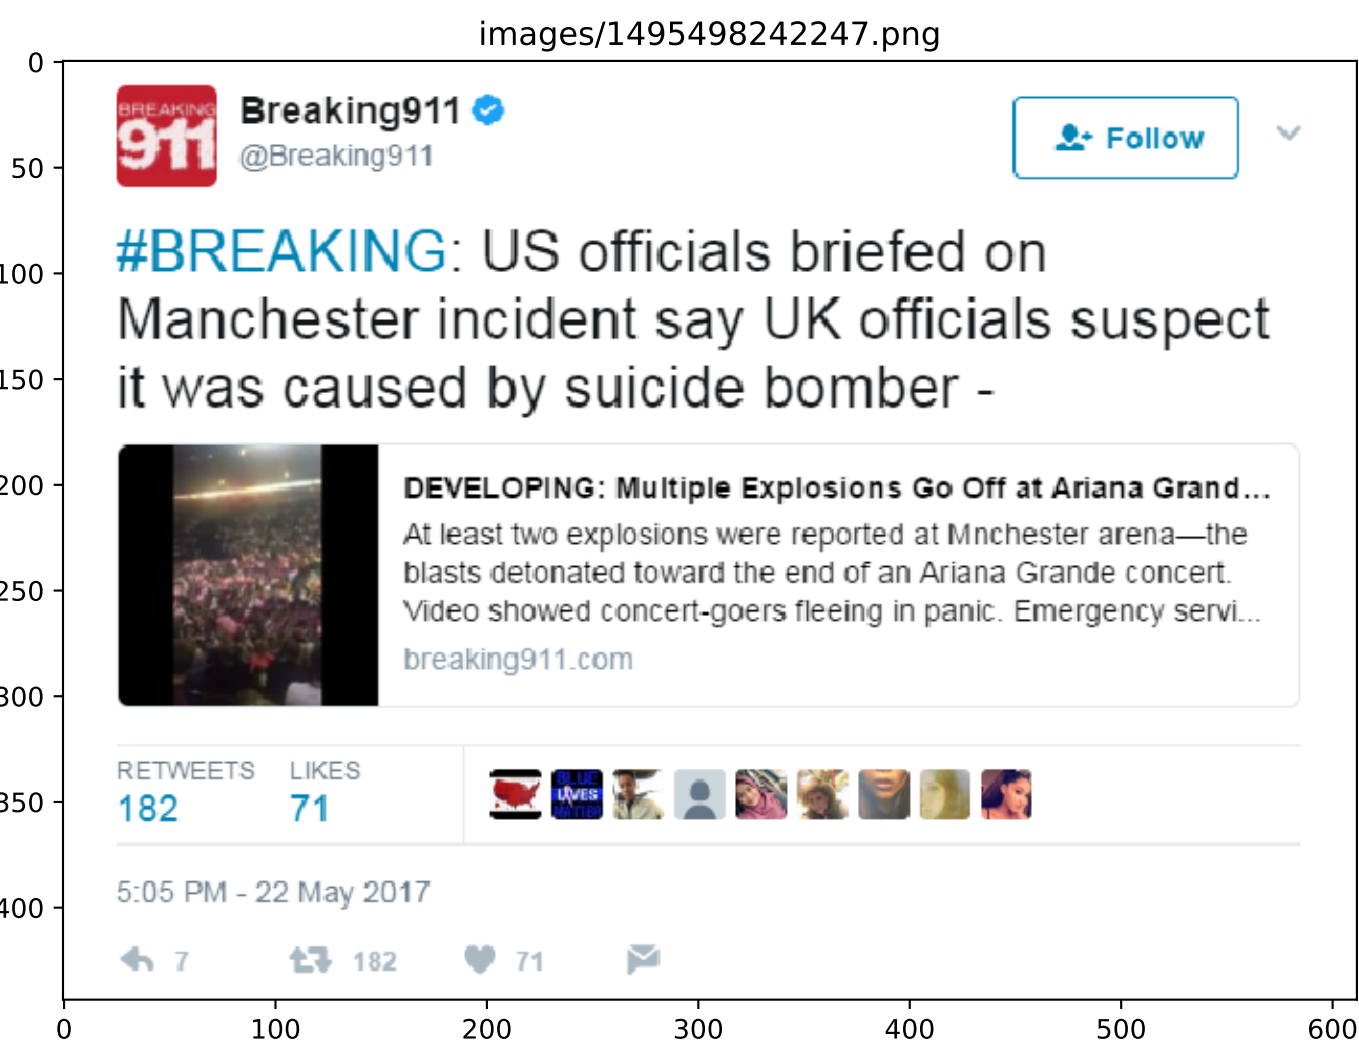 images/1495498242247.png
BREAKING
911
Breaking911
@Breaking911
Follow
#BREAKING: US officials briefed on
Manchester incident say UK officials suspect
it was caused by suicide bomber -
DEVELOPING: Multiple Explosions Go Off at Ariana Grand...
At least two explosions were reported at Mnchester arena—the
blasts detonated toward the end of an Ariana Grande concert.
Video showed concert-goers fleeing in panic. Emergency servi...
breaking911.com
RETWEETS LIKES
182 71
BLUE
LIVES
MATTER
5:05 PM - 22 May 2017
7 182 71
0
50
100
150
200
250
300
350
400
0 100 200 300 400 500 600